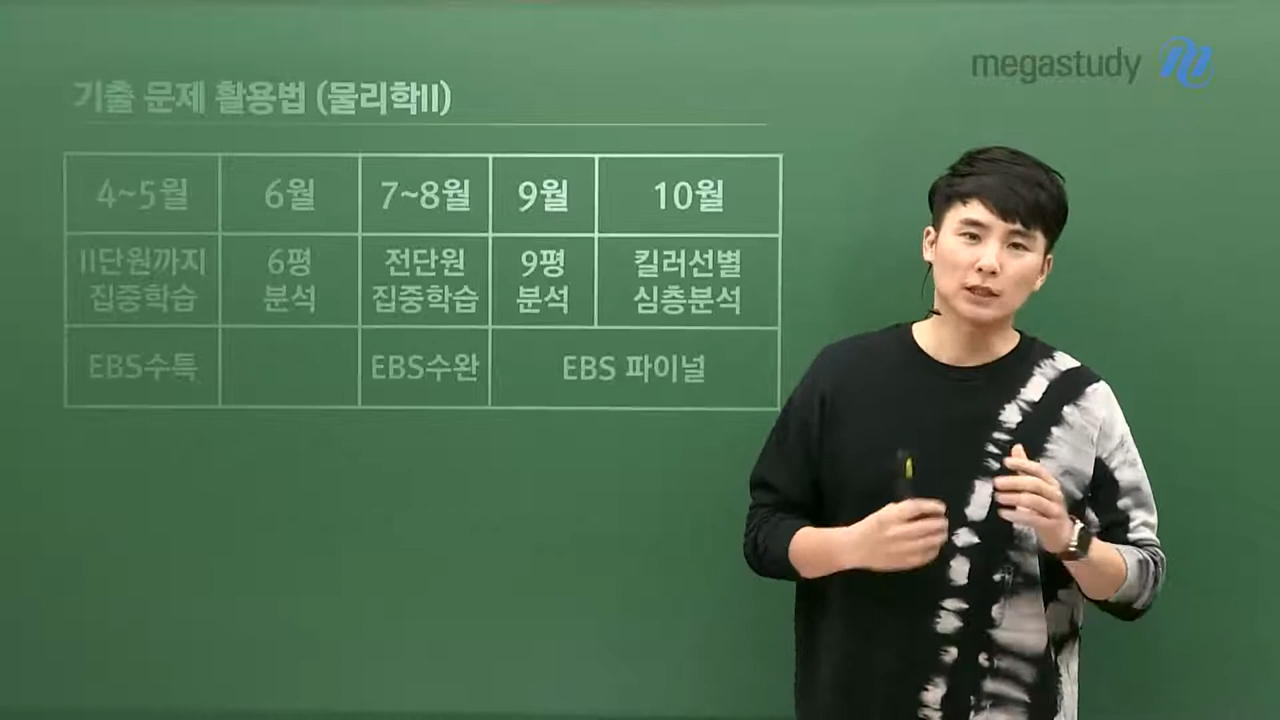 megastudy
기출 문제 활용법 (물리학II)
4~5월 6월 7~8월 9월 10월
II단원까지 6평 전단원 9평 킬러선별
집중학습 분석 집중학습 분석 심층분석
EBS수특 EBS수완 EBS 파이널